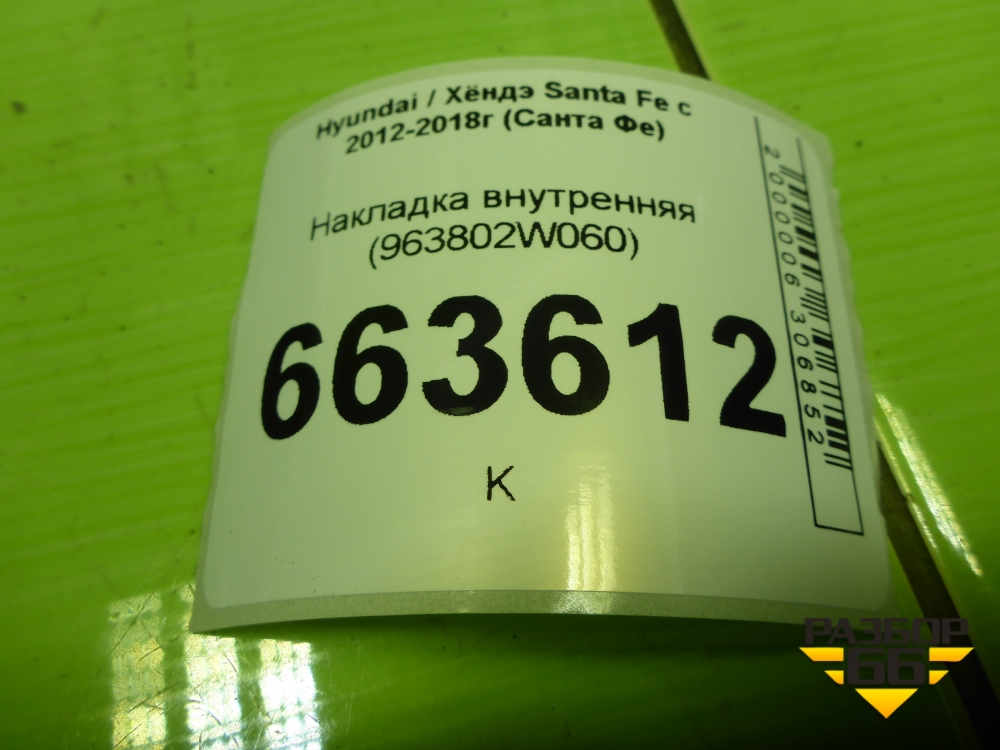 Hyundai / Хёндэ Santa Fe с
2012-2018г (Санта Фе)
Накладка внутренняя
(963802W060)
663612
К
2000006306852
РАЗБОР
66